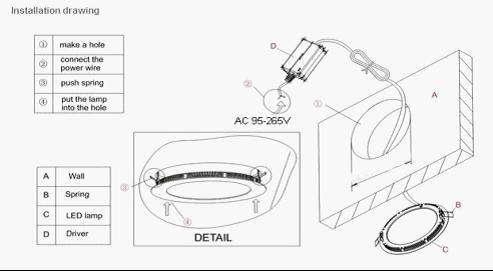 Installation drawing
① make a hole
② connect the
power wire
③ push spring
④ put the lamp
into the hole
D
②
AC 95-265V
①
A
A Wall
B Spring
C LED lamp
D Driver
③
④
DETAIL
B
C